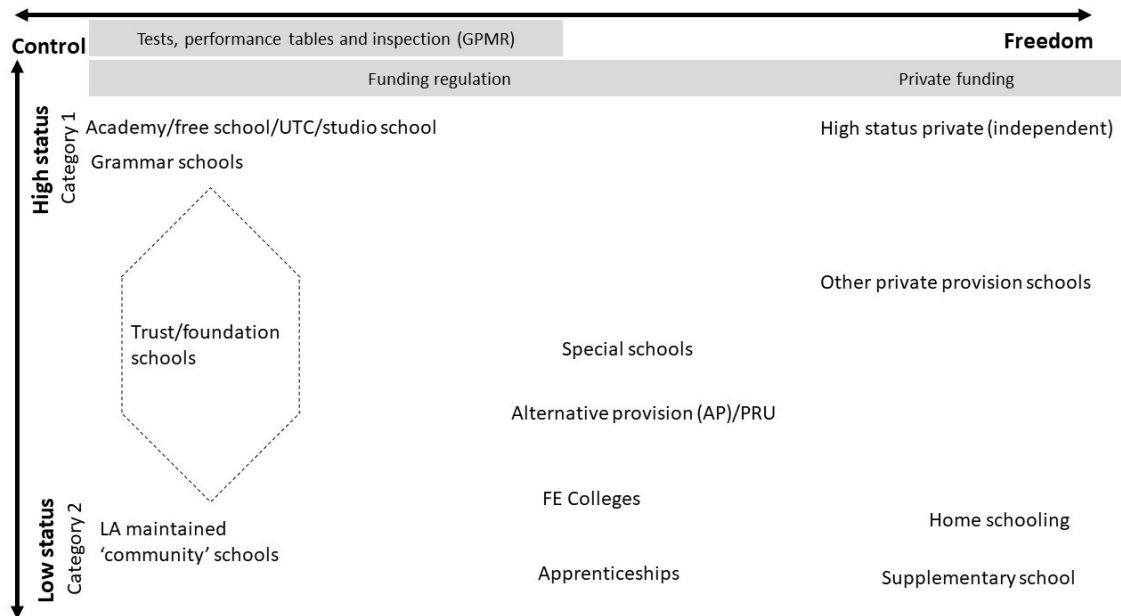 Tests, performance tables and inspection (GPMR)
Control
Freedom
Funding regulation
Private funding
High status
Category 1
Academy/free school/UTC/studio school
High status private (independent)
Grammar schools
Other private provision schools
Trust/foundation
schools
Special schools
Alternative provision (AP)/PRU
Low status
Category 2
FE Colleges
LA maintained
‘community’ schools
Home schooling
Apprenticeships
Supplementary school